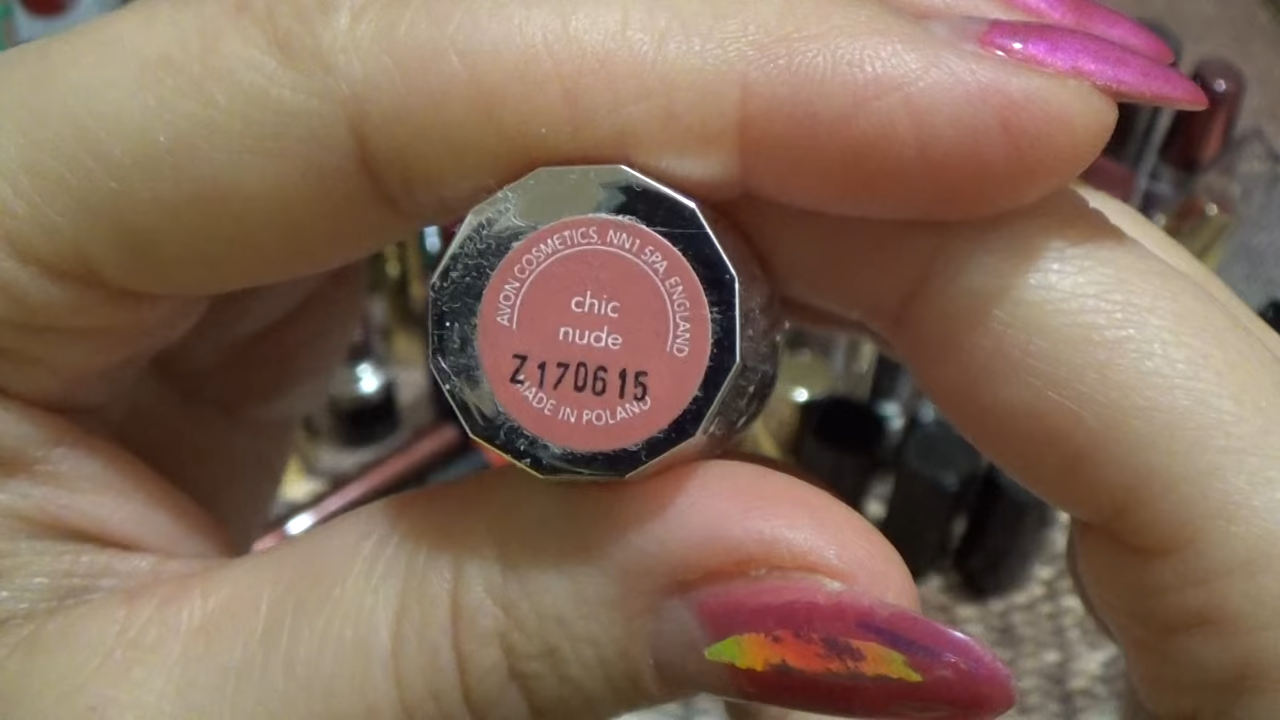 AVON COSMETICS, NN1 5PA, ENGLAND
chic
nude
Z170615
MADE IN POLAND